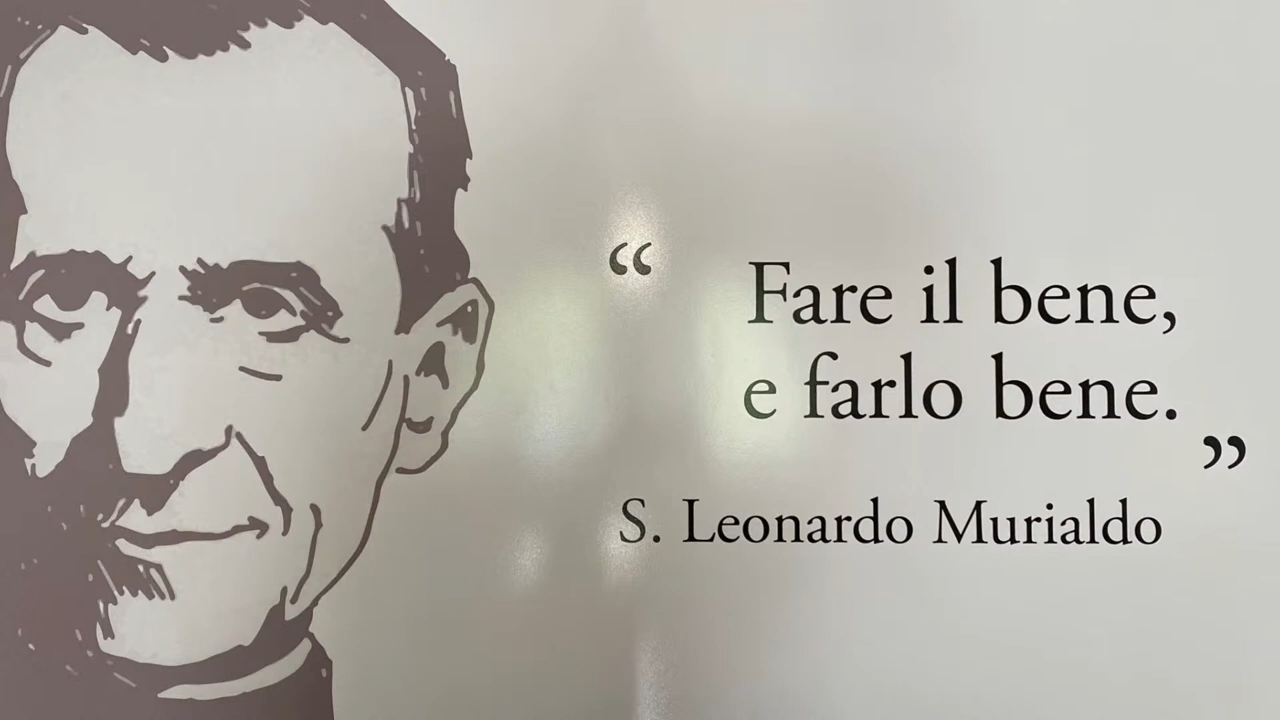 “ Fare il bene,
e farlo bene. ”
S. Leonardo Murialdo